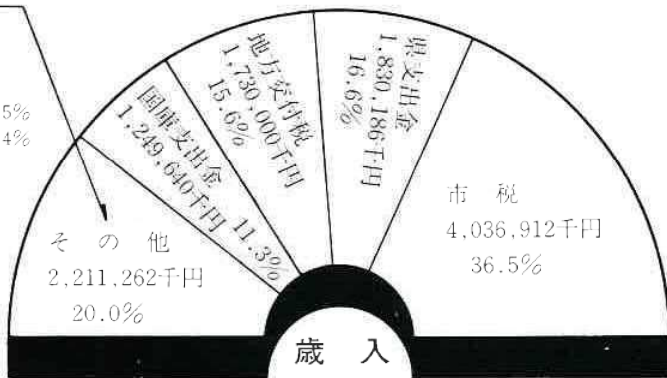 5%
4%
その他
2,211,262千円
20.0%
国庫支出金
1,249,640千円
11.3%
地方交付税
1,730,000千円
15.6%
県支出金
1,830,186千円
16.6%
市税
4,036,912千円
36.5%
歳入